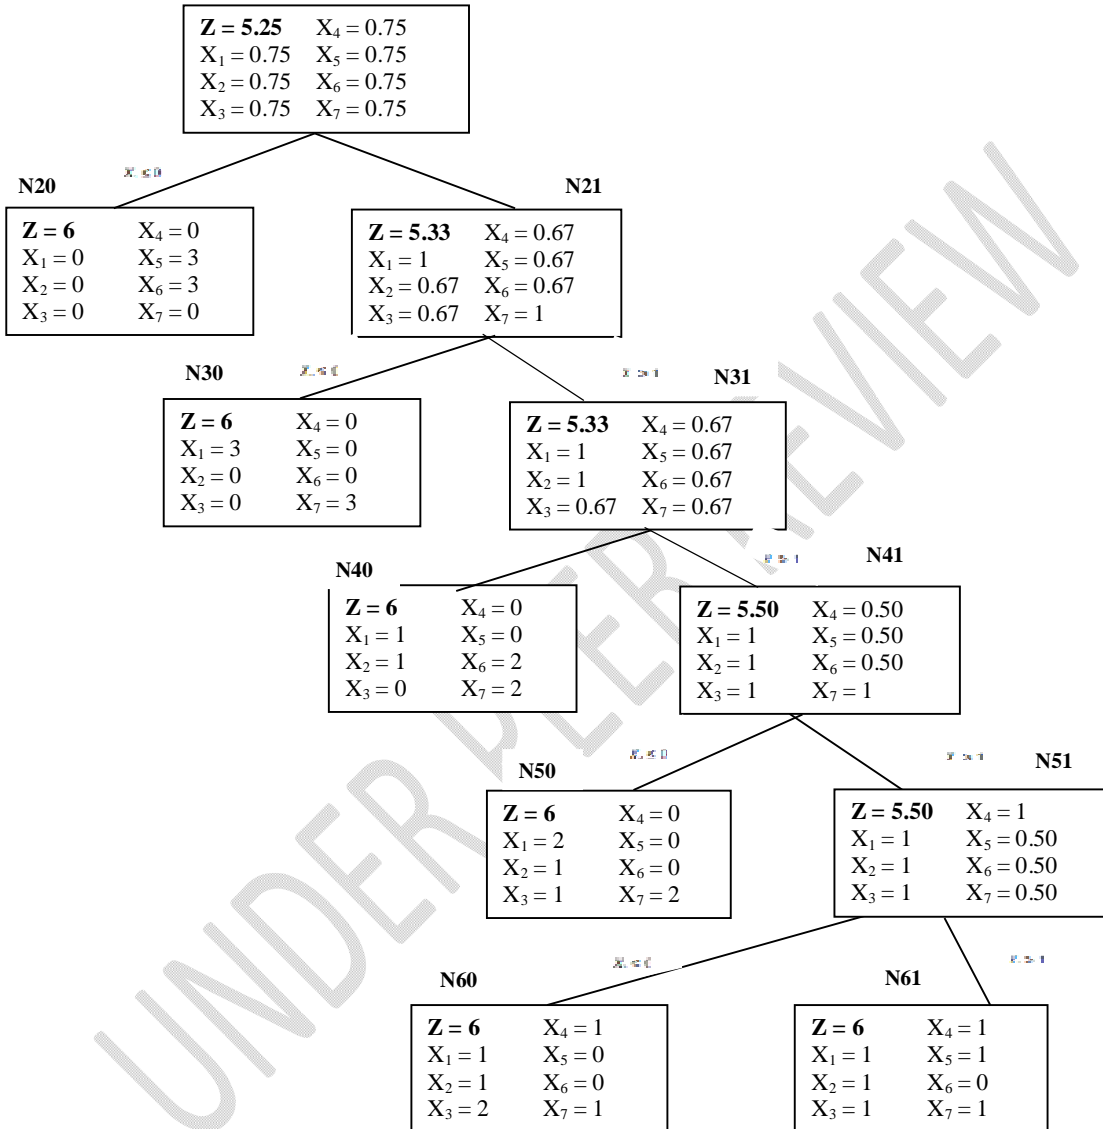 Z = 5.25 X₄ = 0.75
X₁ = 0.75 X₅ = 0.75
X₂ = 0.75 X₆ = 0.75
X₃ = 0.75 X₇ = 0.75
N20
N21
Z = 6 X₄ = 0
X₁ = 0 X₅ = 3
X₂ = 0 X₆ = 3
X₃ = 0 X₇ = 0
Z = 5.33 X₄ = 0.67
X₁ = 1 X₅ = 0.67
X₂ = 0.67 X₆ = 0.67
X₃ = 0.67 X₇ = 1
N30
N31
Z = 6 X₄ = 0
X₁ = 3 X₅ = 0
X₂ = 0 X₆ = 0
X₃ = 0 X₇ = 3
Z = 5.33 X₄ = 0.67
X₁ = 1 X₅ = 0.67
X₂ = 1 X₆ = 0.67
X₃ = 0.67 X₇ = 0.67
N40
N41
Z = 6 X₄ = 0
X₁ = 1 X₅ = 0
X₂ = 1 X₆ = 2
X₃ = 0 X₇ = 2
Z = 5.50 X₄ = 0.50
X₁ = 1 X₅ = 0.50
X₂ = 1 X₆ = 0.50
X₃ = 1 X₇ = 1
N50
N51
Z = 6 X₄ = 0
X₁ = 2 X₅ = 0
X₂ = 1 X₆ = 0
X₃ = 1 X₇ = 2
Z = 5.50 X₄ = 1
X₁ = 1 X₅ = 0.50
X₂ = 1 X₆ = 0.50
X₃ = 1 X₇ = 0.50
N60
N61
Z = 6 X₄ = 1
X₁ = 1 X₅ = 0
X₂ = 1 X₆ = 0
X₃ = 2 X₇ = 1
Z = 6 X₄ = 1
X₁ = 1 X₅ = 1
X₂ = 1 X₆ = 0
X₃ = 1 X₇ = 1
UNDER PEER REVIEW